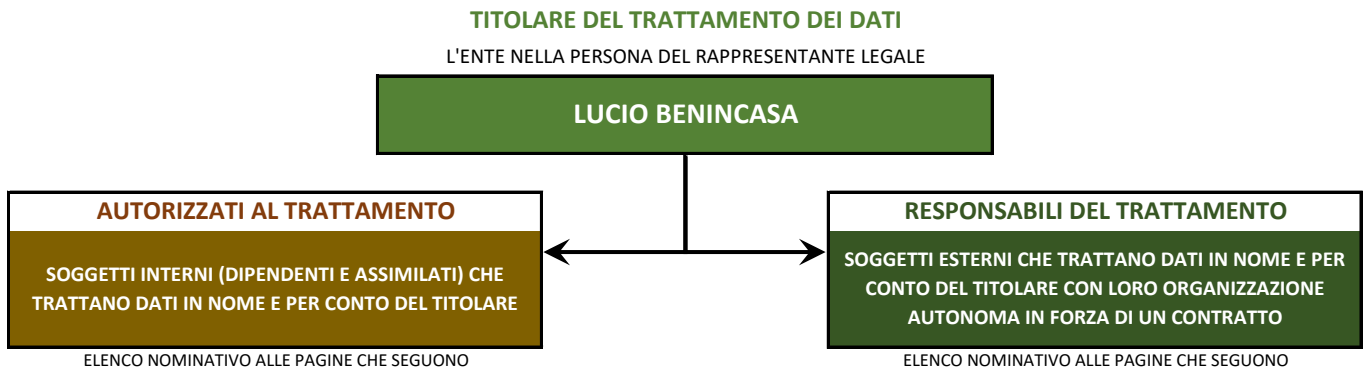 TITOLARE DEL TRATTAMENTO DEI DATI
L'ENTE NELLA PERSONA DEL RAPPRESENTANTE LEGALE
LUCIO BENINCASA
AUTORIZZATI AL TRATTAMENTO
SOGGETTI INTERNI (DIPENDENTI E ASSIMILATI) CHE
TRATTANO DATI IN NOME E PER CONTO DEL TITOLARE
ELENCO NOMINATIVO ALLE PAGINE CHE SEGUONO
RESPONSABILI DEL TRATTAMENTO
SOGGETTI ESTERNI CHE TRATTANO DATI IN NOME E PER
CONTO DEL TITOLARE CON LORO ORGANIZZAZIONE
AUTONOMA IN FORZA DI UN CONTRATTO
ELENCO NOMINATIVO ALLE PAGINE CHE SEGUONO